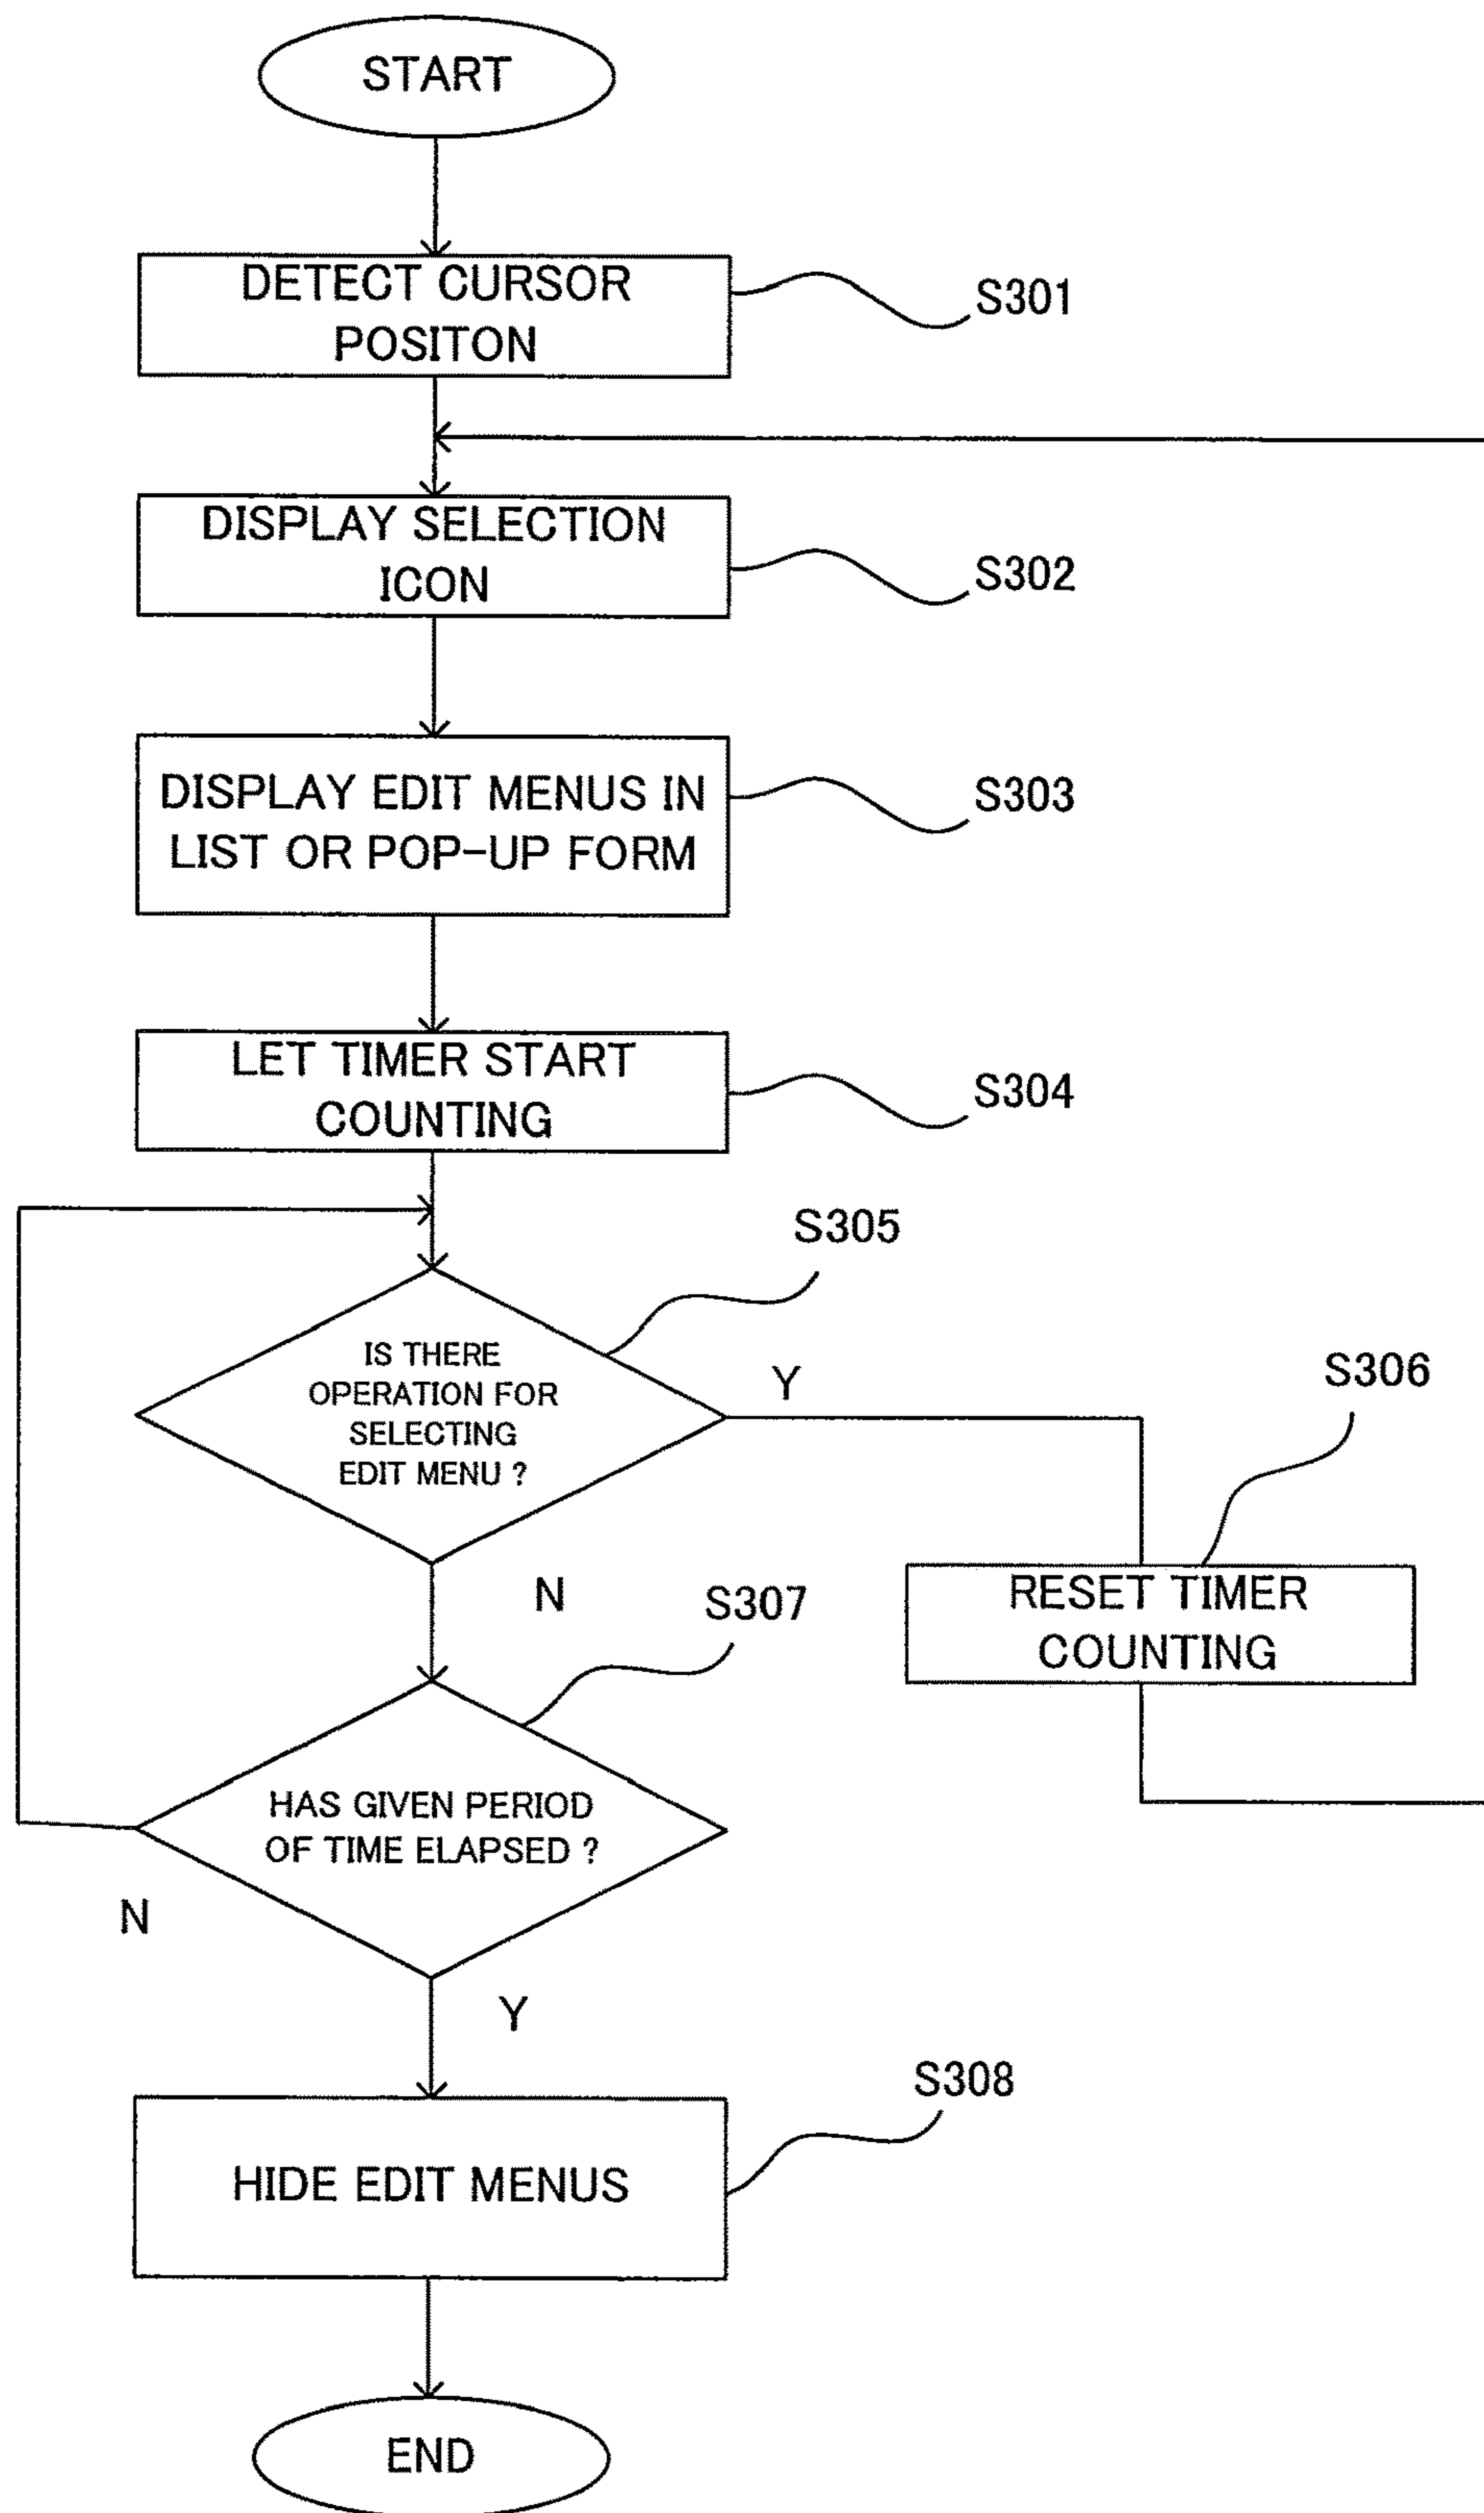 START
DETECT CURSOR
POSITON
S301
DISPLAY SELECTION
ICON
S302
DISPLAY EDIT MENUS IN
LIST OR POP-UP FORM
S303
LET TIMER START
COUNTING
S304
S305
IS THERE
OPERATION FOR
SELECTING
EDIT MENU ?
Y
N
S306
RESET TIMER
COUNTING
S307
HAS GIVEN PERIOD
OF TIME ELAPSED ?
N
Y
S308
HIDE EDIT MENUS
END